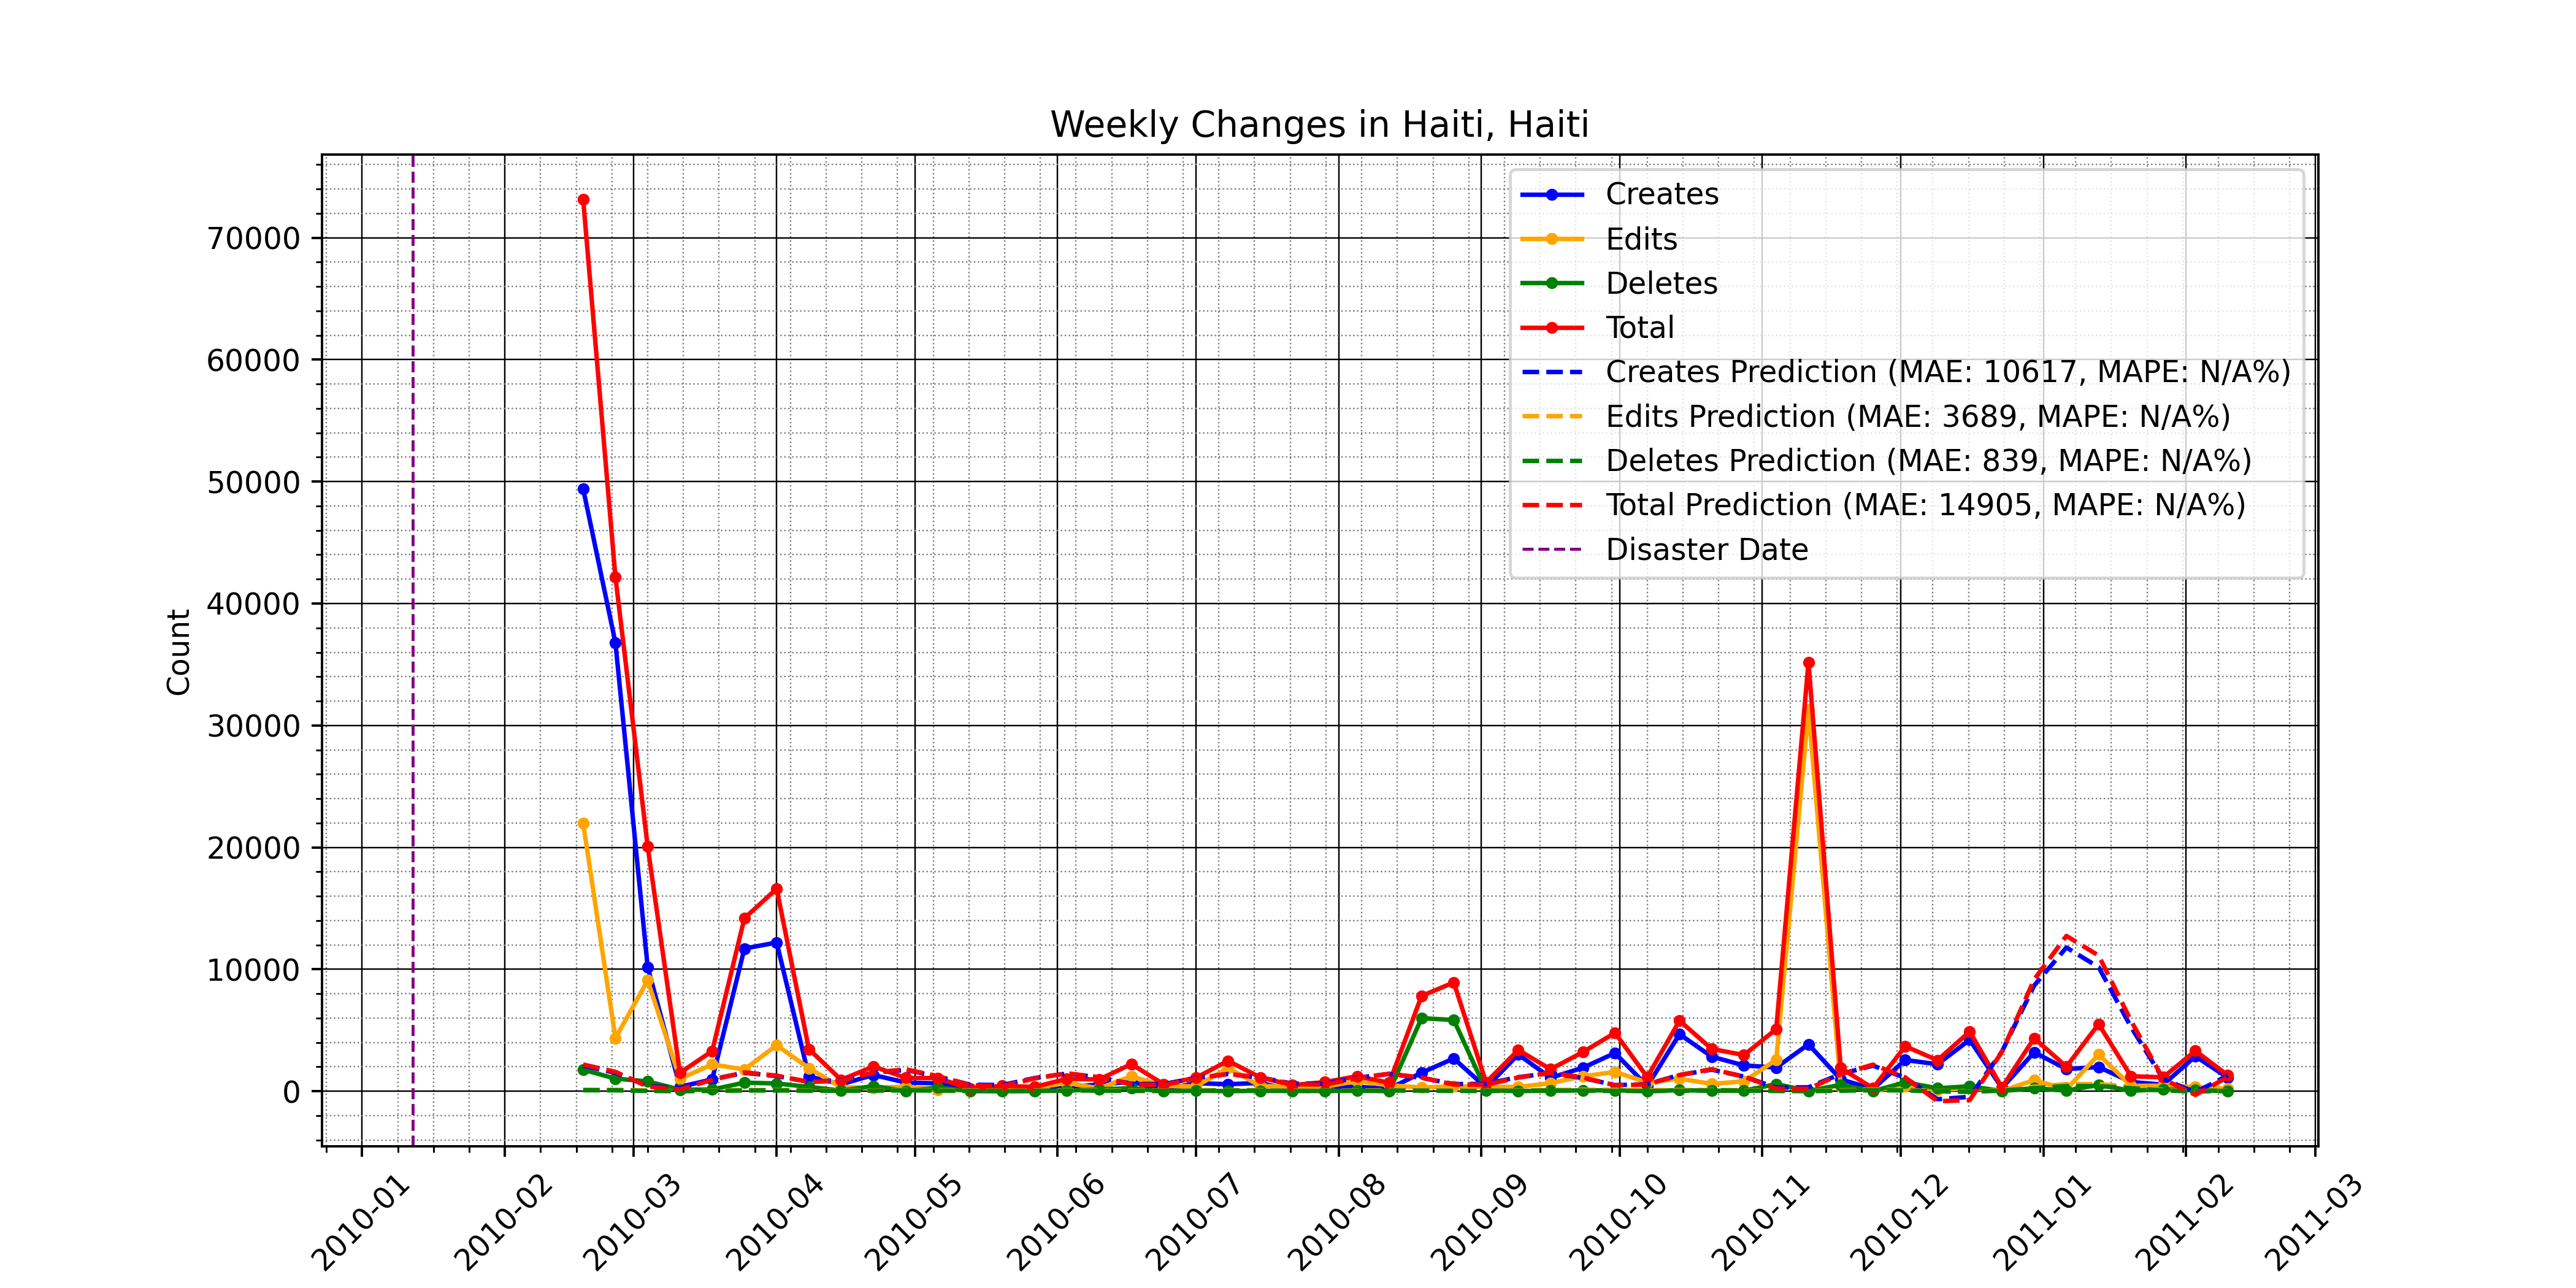 Weekly Changes in Haiti, Haiti
Count
70000
60000
50000
40000
30000
20000
10000
0
Creates
Edits
Deletes
Total
Creates Prediction (MAE: 10617, MAPE: N/A%)
Edits Prediction (MAE: 3689, MAPE: N/A%)
Deletes Prediction (MAE: 839, MAPE: N/A%)
Total Prediction (MAE: 14905, MAPE: N/A%)
Disaster Date
2010-01
2010-02
2010-03
2010-04
2010-05
2010-06
2010-07
2010-08
2010-09
2010-10
2010-11
2010-12
2011-01
2011-02
2011-03